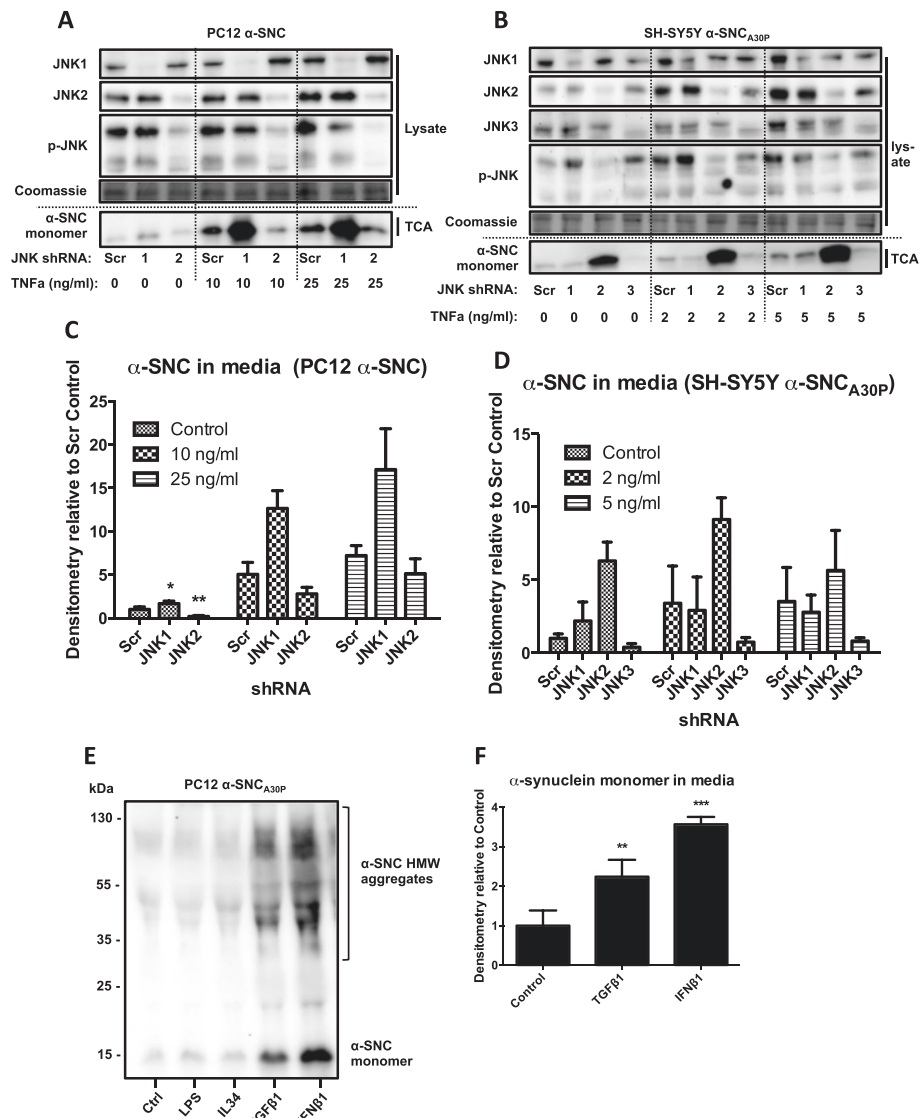 A
PC12 α-SNC
JNK1
JNK2
p-JNK
Coomassie
α-SNC
monomer
Lysate
TCA
JNK shRNA: Scr 1 2 Scr 1 2 Scr 1 2
TNFa (ng/ml): 0 0 0 10 10 10 25 25 25
B
SH-SY5Y α-SNCA30P
JNK1
JNK2
JNK3
p-JNK
Coomassie
α-SNC
monomer
lys-
ate
TCA
JNK shRNA: Scr 1 2 3 Scr 1 2 3 Scr 1 2 3
TNFa (ng/ml): 0 0 0 0 2 2 2 2 5 5 5 5
C
α-SNC in media (PC12 α-SNC)
Densitometry relative to Scr Control
25
20
15
10
5
0
Control
10 ng/ml
25 ng/ml
* **
Scr JNK1 JNK2 Scr JNK1 JNK2 Scr JNK1 JNK2
shRNA
D
α-SNC in media (SH-SY5Y α-SNCA30P)
Densitometry relative to Scr Control
15
10
5
0
Control
2 ng/ml
5 ng/ml
Scr JNK1 JNK2 JNK3 Scr JNK1 JNK2 JNK3 Scr JNK1 JNK2 JNK3
shRNA
E
PC12 α-SNCA30P
kDa
130 -
55 -
35 -
25 -
15 -
α-SNC HMW
aggregates
α-SNC
monomer
Ctrl LPS IL34 GFβ1 FNβ1
F
α-synuclein monomer in media
Densitometry relative to Control
4
3
2
1
0
** ***
Control TGFβ1 IFNβ1